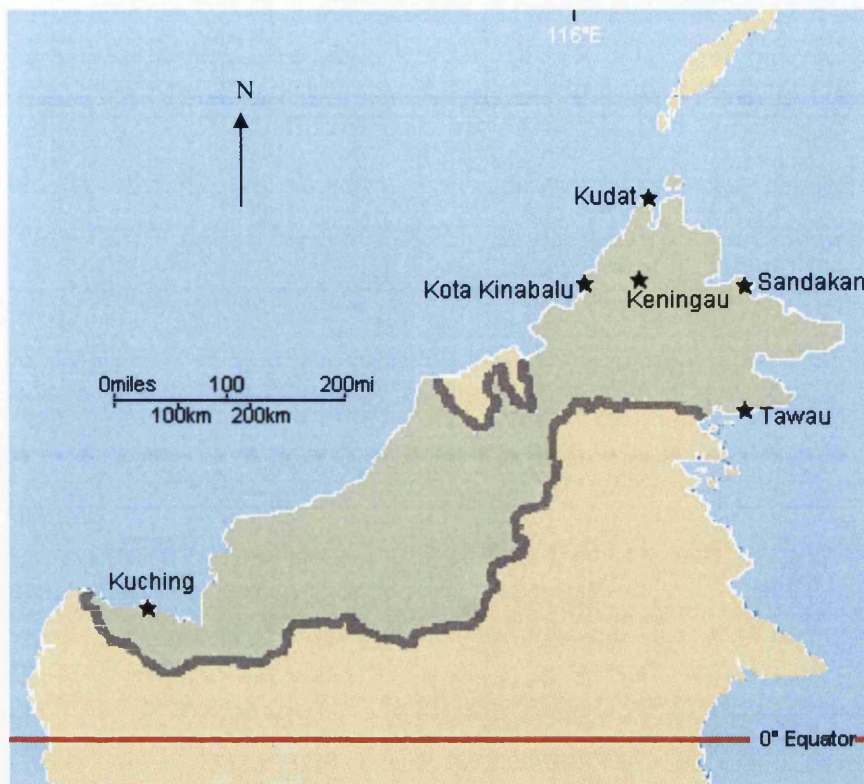 116°E
N
Kudat
Kota Kinabalu
Keningau
Sandakan
0miles 100 200mi
100km 200km
Tawau
Kuching
0° Equator